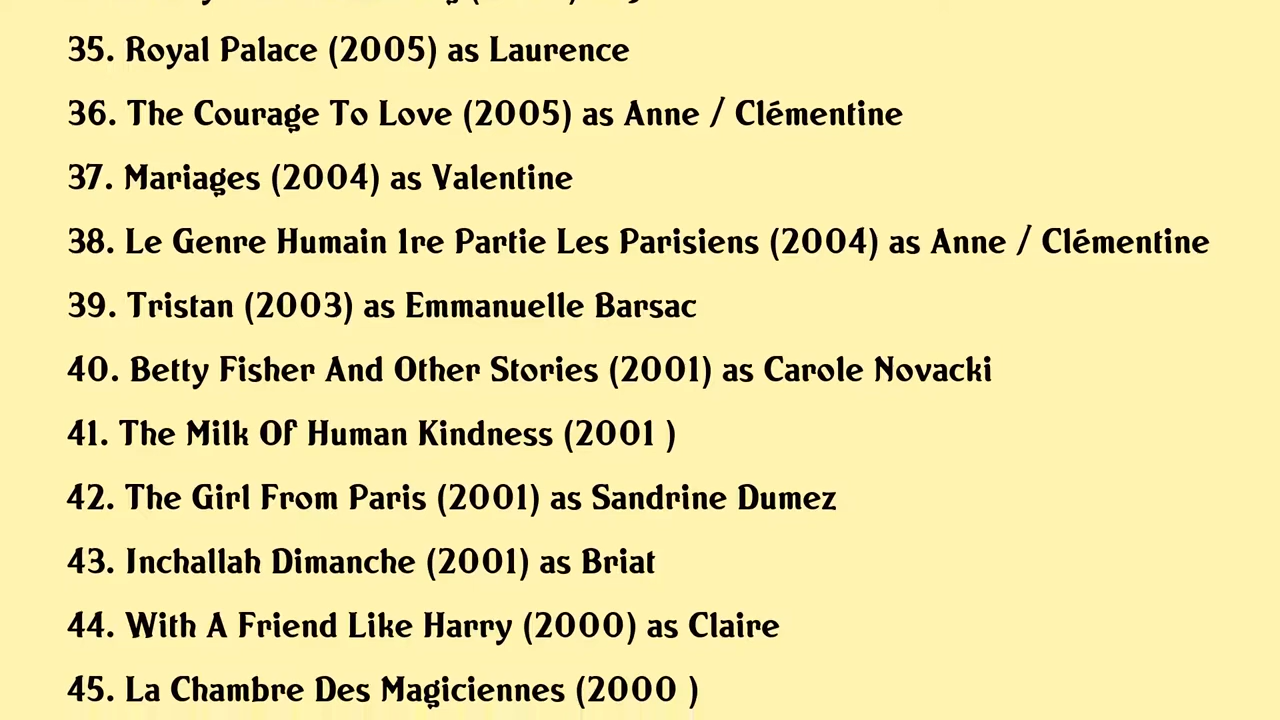 35. Royal Palace (2005) as Laurence
36. The Courage To Love (2005) as Anne / Clémentine
37. Mariages (2004) as Valentine
38. Le Genre Humain 1re Partie Les Parisiens (2004) as Anne / Clémentine
39. Tristan (2003) as Emmanuelle Barsac
40. Betty Fisher And Other Stories (2001) as Carole Novacki
41. The Milk Of Human Kindness (2001 )
42. The Girl From Paris (2001) as Sandrine Dumez
43. Inchallah Dimanche (2001) as Briat
44. With A Friend Like Harry (2000) as Claire
45. La Chambre Des Magiciennes (2000 )